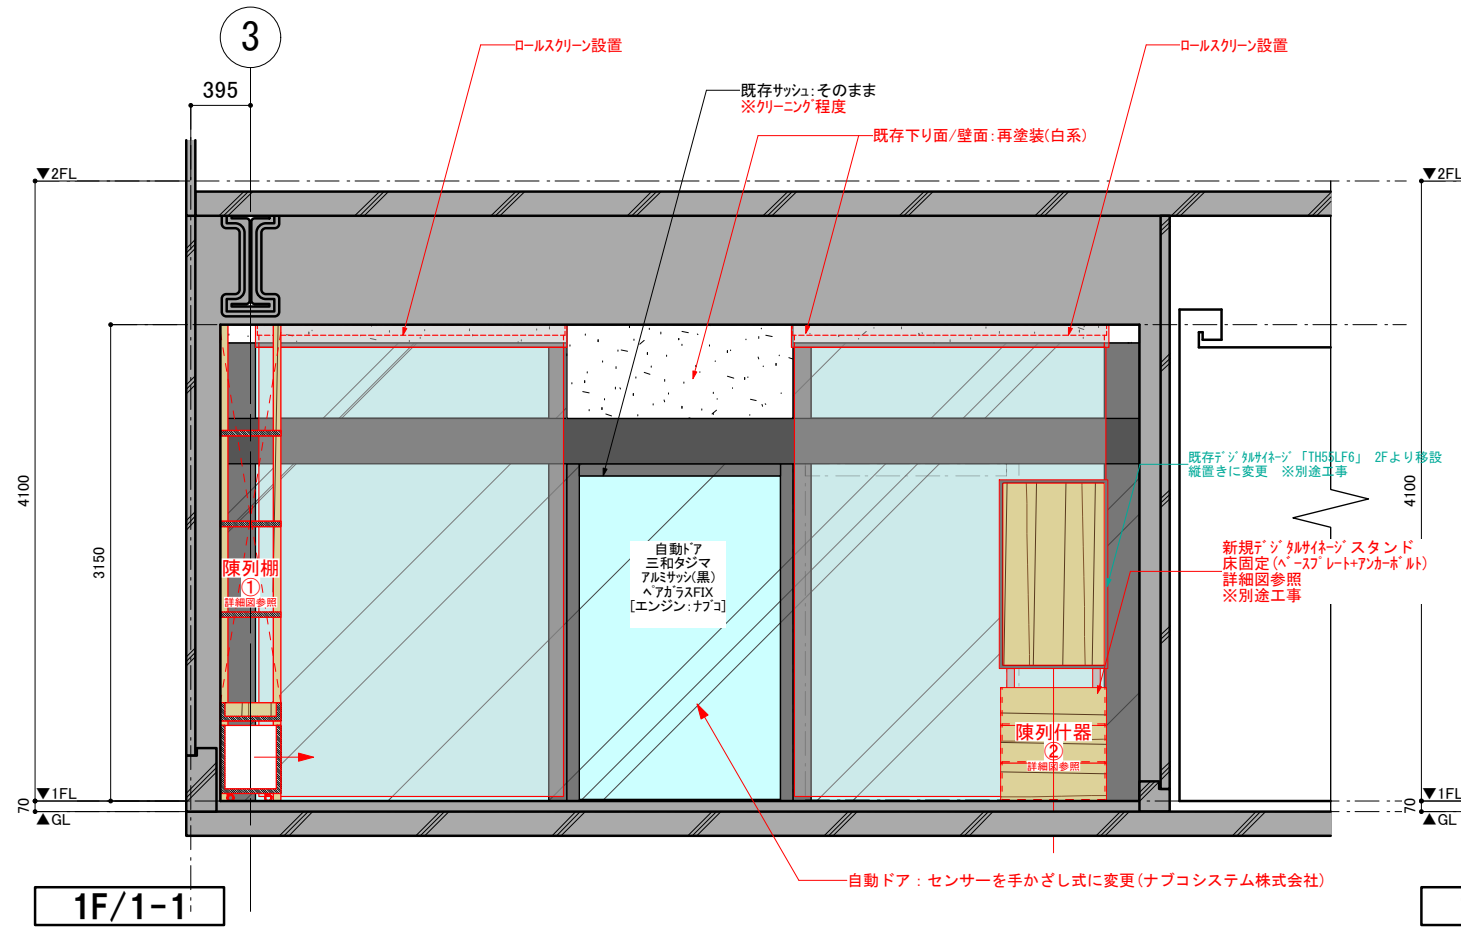 3
395
ロールスクリーン設置
ロールスクリーン設置
既存サッシュ:そのまま
※クリーニング程度
既存下り面/壁面:再塗装(白系)
▼2FL
▼2FL
4100
3150
4100
既存デジタルサイネージ「TH55LF6」 2Fより移設
縦置きに変更 ※別途工事
新規デジタルサイネージスタンド
床固定(ベースプレート+アンカーボルト)
詳細図参照
※別途工事
自動ドア
三和タジマ
アルミサッシ(黒)
ペアガラスFIX
[エンジン:ナブコ]
陳列棚
①
詳細図参照
陳列什器
②
詳細図参照
▼1FL
70
▲GL
▼1FL
70
▲GL
自動ドア:センサーを手かざし式に変更(ナブコシステム株式会社)
1F/1-1